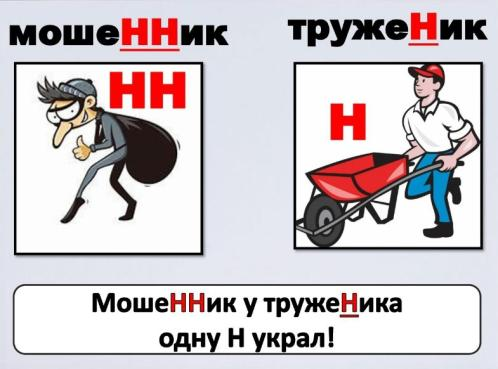 мошеННик
труженик
НН
Н
МошеННик у тружеНика
одну Н украл!